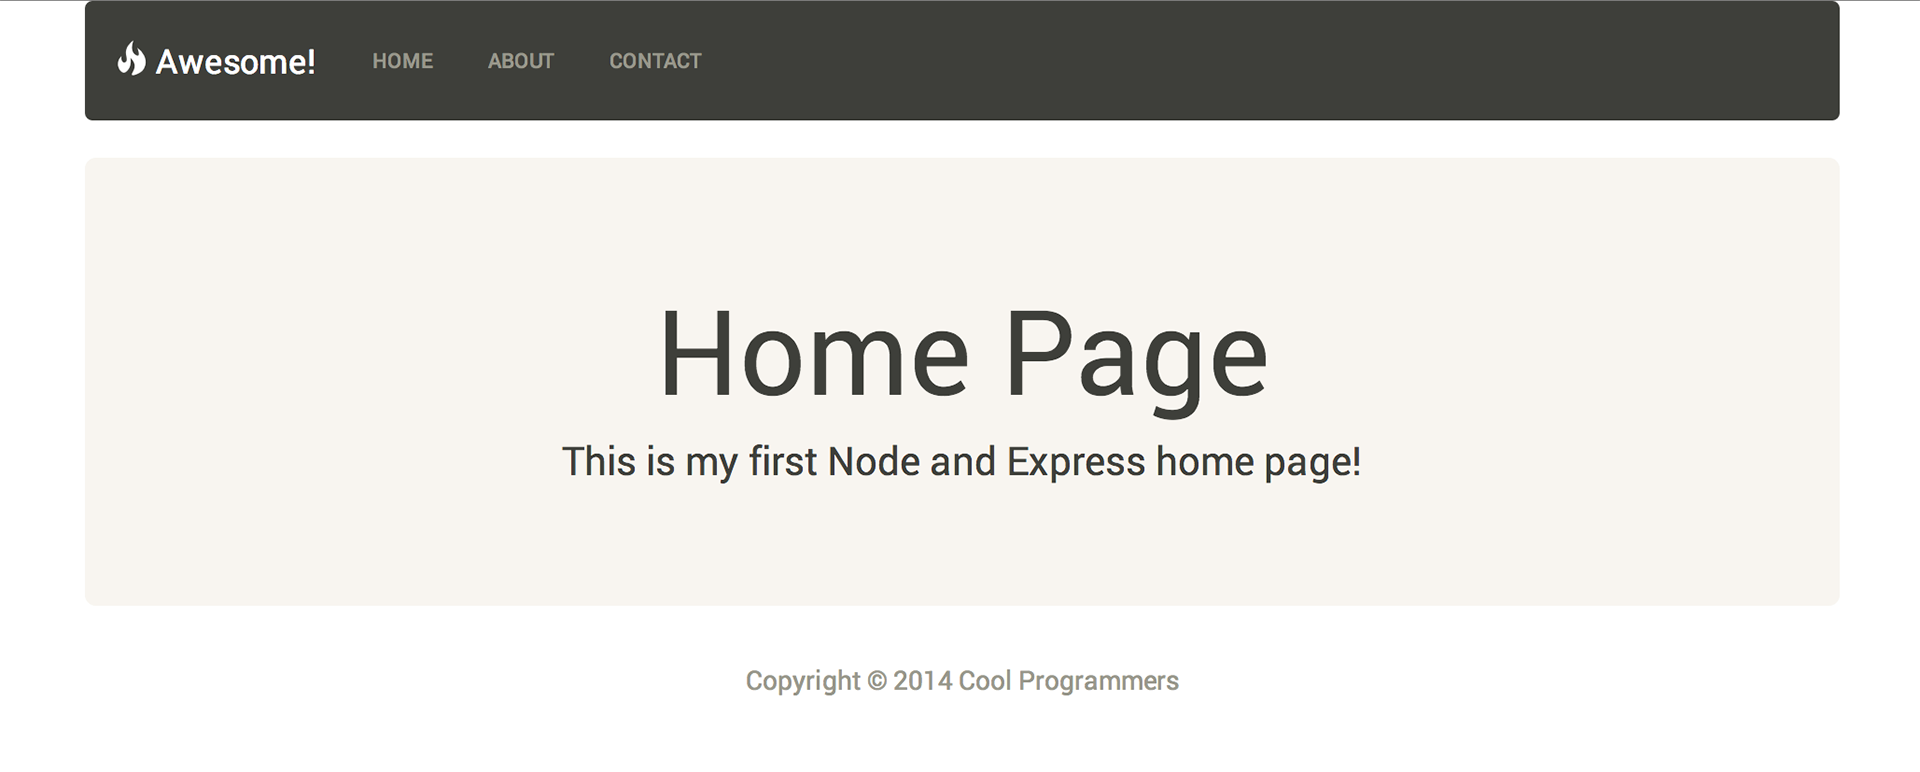 Awesome! HOME ABOUT CONTACT
Home Page
This is my first Node and Express home page!
Copyright © 2014 Cool Programmers